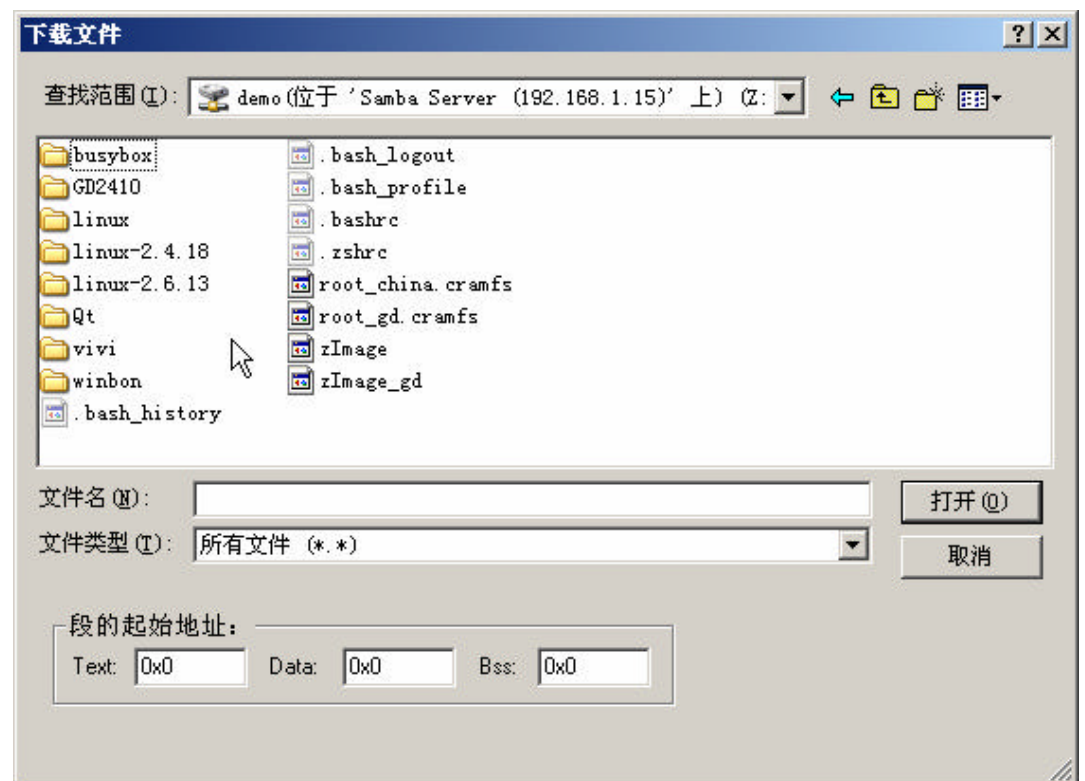 下载文件
查找范围(I): demo(位于 'Samba Server (192.168.1.15)' 上) (Z:
busybox
GD2410
linux
linux-2.4.18
linux-2.6.13
Qt
vivi
winbon
.bash_history
.bash_logout
.bash_profile
.bashrc
.zshrc
root_china.cramfs
root_gd.cramfs
zImage
zImage_gd
文件名(N):
打开(O)
文件类型(T): 所有文件 (*.*)
取消
段的起始地址:
Text: 0x0 Data: 0x0 Bss: 0x0